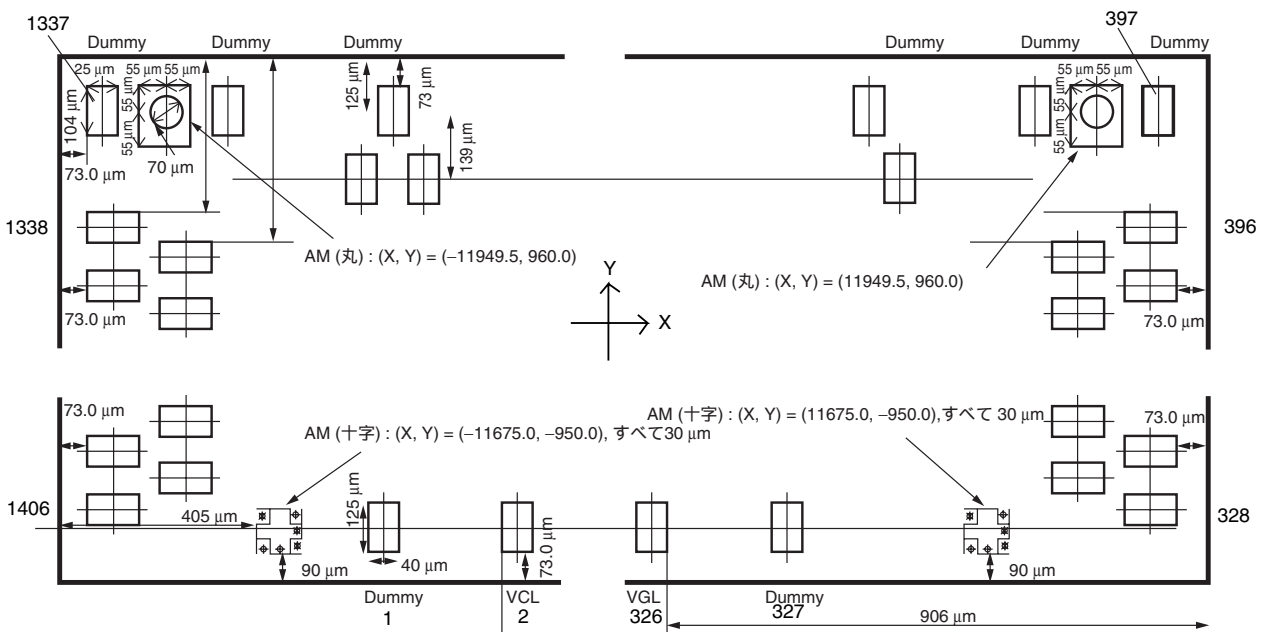 1337
397
Dummy Dummy Dummy Dummy Dummy Dummy
25 μm
55 μm 55 μm
55 μm
55 μm
104 μm
73.0 μm
70 μm
125 μm
73 μm
139 μm
55 μm 55 μm
55 μm
55 μm
1338
396
AM (丸) : (X, Y) = (–11949.5, 960.0)
AM (丸) : (X, Y) = (11949.5, 960.0)
Y
X
73.0 μm
73.0 μm
73.0 μm
AM (十字) : (X, Y) = (–11675.0, –950.0), すべて30 μm
AM (十字) : (X, Y) = (11675.0, –950.0),すべて 30 μm
73.0 μm
1406
405 μm
125 μm
40 μm
73.0 μm
328
90 μm
90 μm
Dummy
1
VCL
2
VGL
326
Dummy
327
906 μm